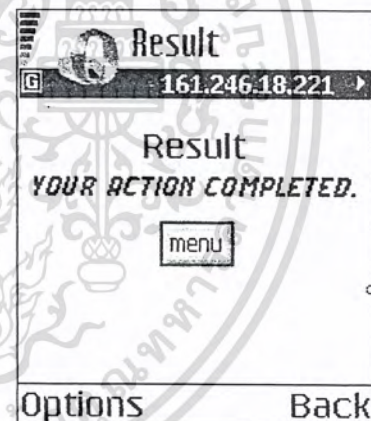 Result
G 161.246.18.221
Result
YOUR ACTION COMPLETED.
menu
Options Back